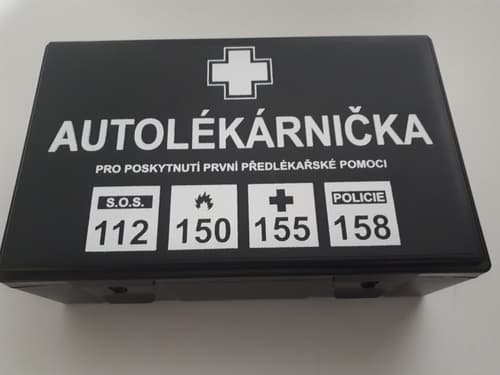 AUTOLÉKÁRNIČKA
PRO POSKYTNUTÍ PRVNÍ PŘEDLÉKAŘSKÉ POMOCI
S.O.S. POLICIE
112 150 155 158